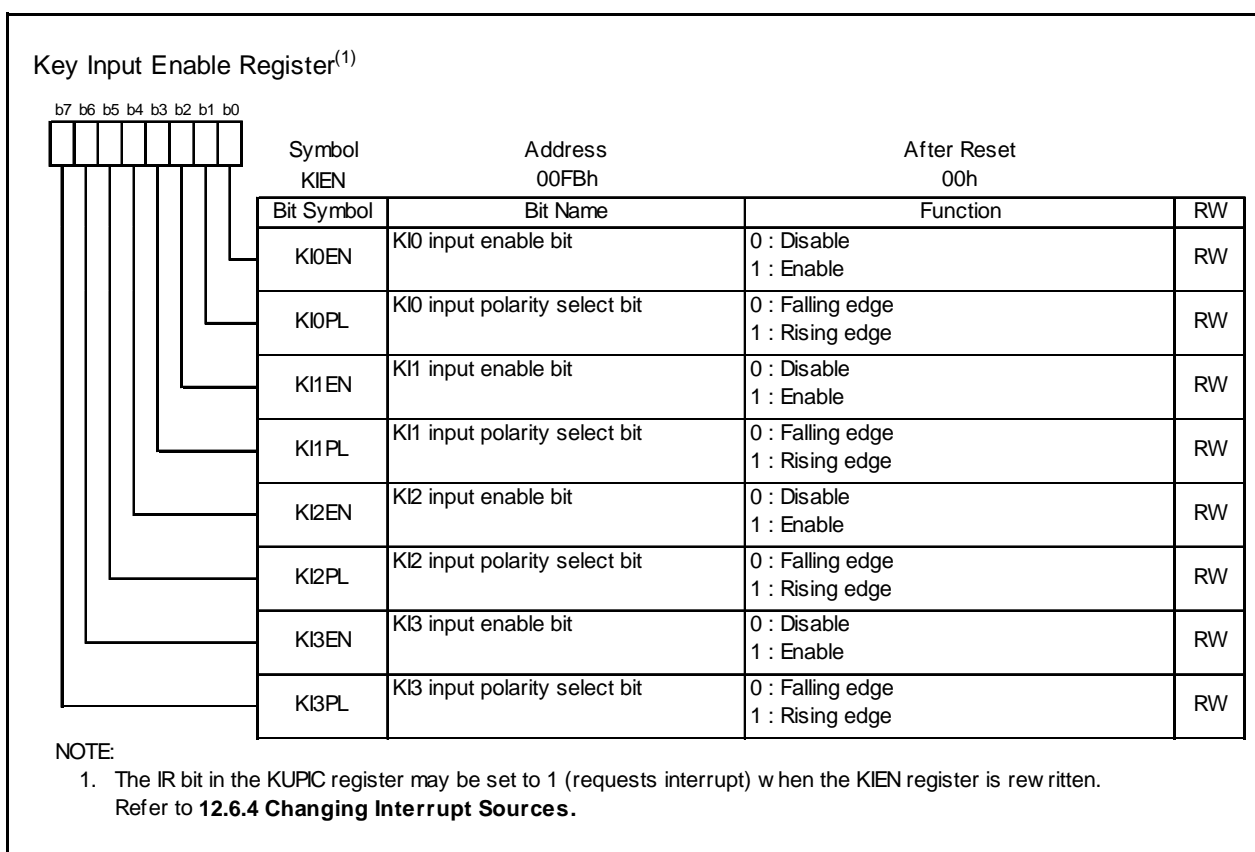 Key Input Enable Register(1)
b7 b6 b5 b4 b3 b2 b1 b0
Symbol Address After Reset
KIEN 00FBh 00h
Bit Symbol Bit Name Function RW
KI0EN KI0 input enable bit 0 : Disable RW
1 : Enable
KI0PL KI0 input polarity select bit 0 : Falling edge RW
1 : Rising edge
KI1EN KI1 input enable bit 0 : Disable RW
1 : Enable
KI1PL KI1 input polarity select bit 0 : Falling edge RW
1 : Rising edge
KI2EN KI2 input enable bit 0 : Disable RW
1 : Enable
KI2PL KI2 input polarity select bit 0 : Falling edge RW
1 : Rising edge
KI3EN KI3 input enable bit 0 : Disable RW
1 : Enable
KI3PL KI3 input polarity select bit 0 : Falling edge RW
1 : Rising edge
NOTE:
1. The IR bit in the KUPIC register may be set to 1 (requests interrupt) w hen the KIEN register is rew ritten.
Refer to 12.6.4 Changing Interrupt Sources.